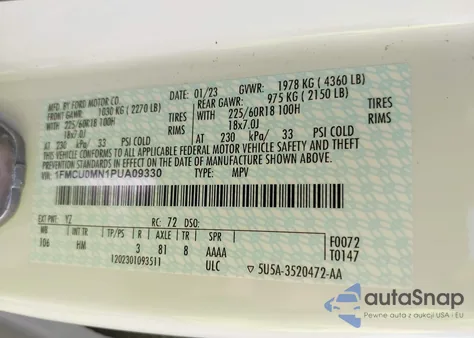 MFD. BY FORD MOTOR CO.
01/23 GVWR: 1978 KG ( 4360 LB)
FRONT GAWR: 1030 KG ( 2270 LB) REAR GAWR: 975 KG ( 2150 LB)
WITH 225/60R18 100H TIRES WITH 225/60R18 100H TIRES
18x7.0J RIMS 18x7.0J RIMS
AT 230 kPa/ 33 PSI COLD AT 230 kPa/ 33 PSI COLD
THIS VEHICLE CONFORMS TO ALL APPLICABLE FEDERAL MOTOR VEHICLE SAFETY, BUMPER, AND THEFT
PREVENTION STANDARDS IN EFFECT ON THE DATE OF MANUFACTURE SHOWN ABOVE.
VIN: 1FMCU0MN1PUA09330 TYPE: MPV
EXT PNT: YZ RC: 72 DSO:
WB INT TR TP/PS R AXLE TR SPR F0072
106 HM 3 81 8 AAAA T0147
1202301093511 ULC 5U5A-3520472-AA
autoSnap
Pewne auta z aukcji USA i EU